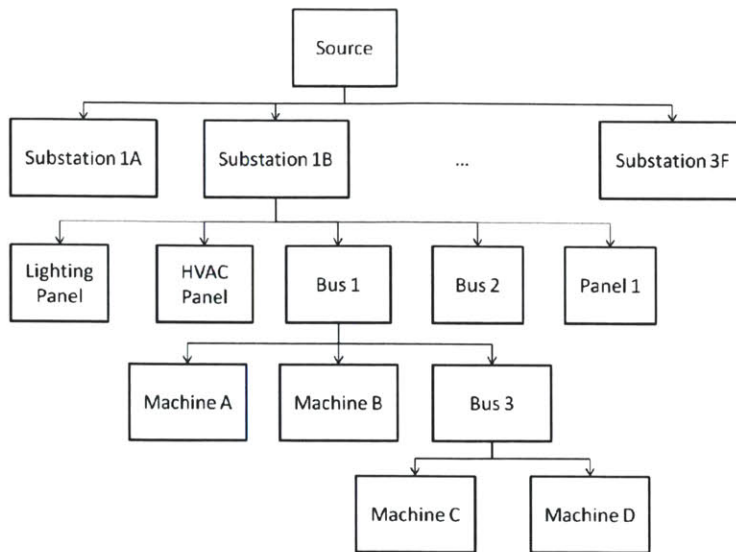 Source
Substation 1A
Substation 1B
...
Substation 3F
Lighting
Panel
HVAC
Panel
Bus 1
Bus 2
Panel 1
Machine A
Machine B
Bus 3
Machine C
Machine D